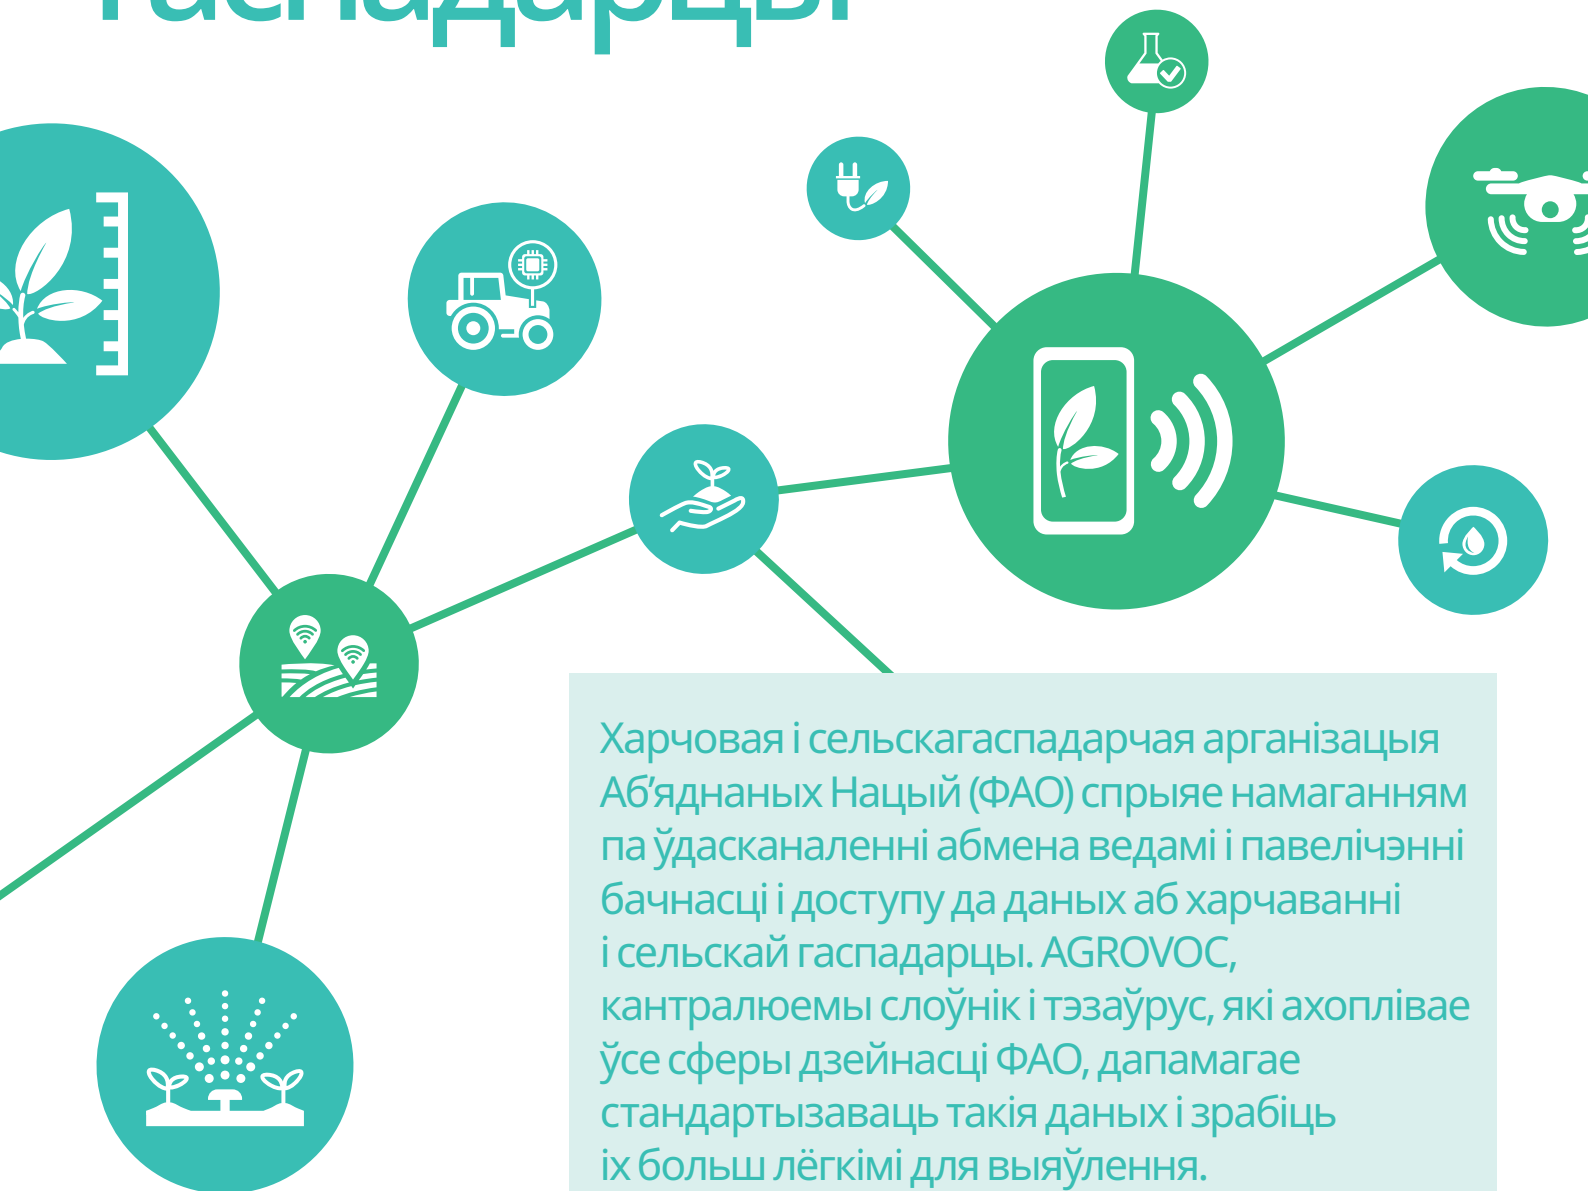 гаспадарцы
Харчовая і сельскагаспадарчая арганізацыя
Аб’яднаных Нацый (ФАО) спрыяе намаганням
па ўдасканаленні абмена ведамі і павелічэнні
бачнасці і доступу да даных аб харчаванні
і сельскай гаспадарцы. AGROVOC,
кантралюемы слоўнік і тэзаўрус, які ахоплівае
ўсе сферы дзейнасці ФАО, дапамагае
стандартызаваць такія даных і зрабіць
іх больш лёгкімі для выяўлення.